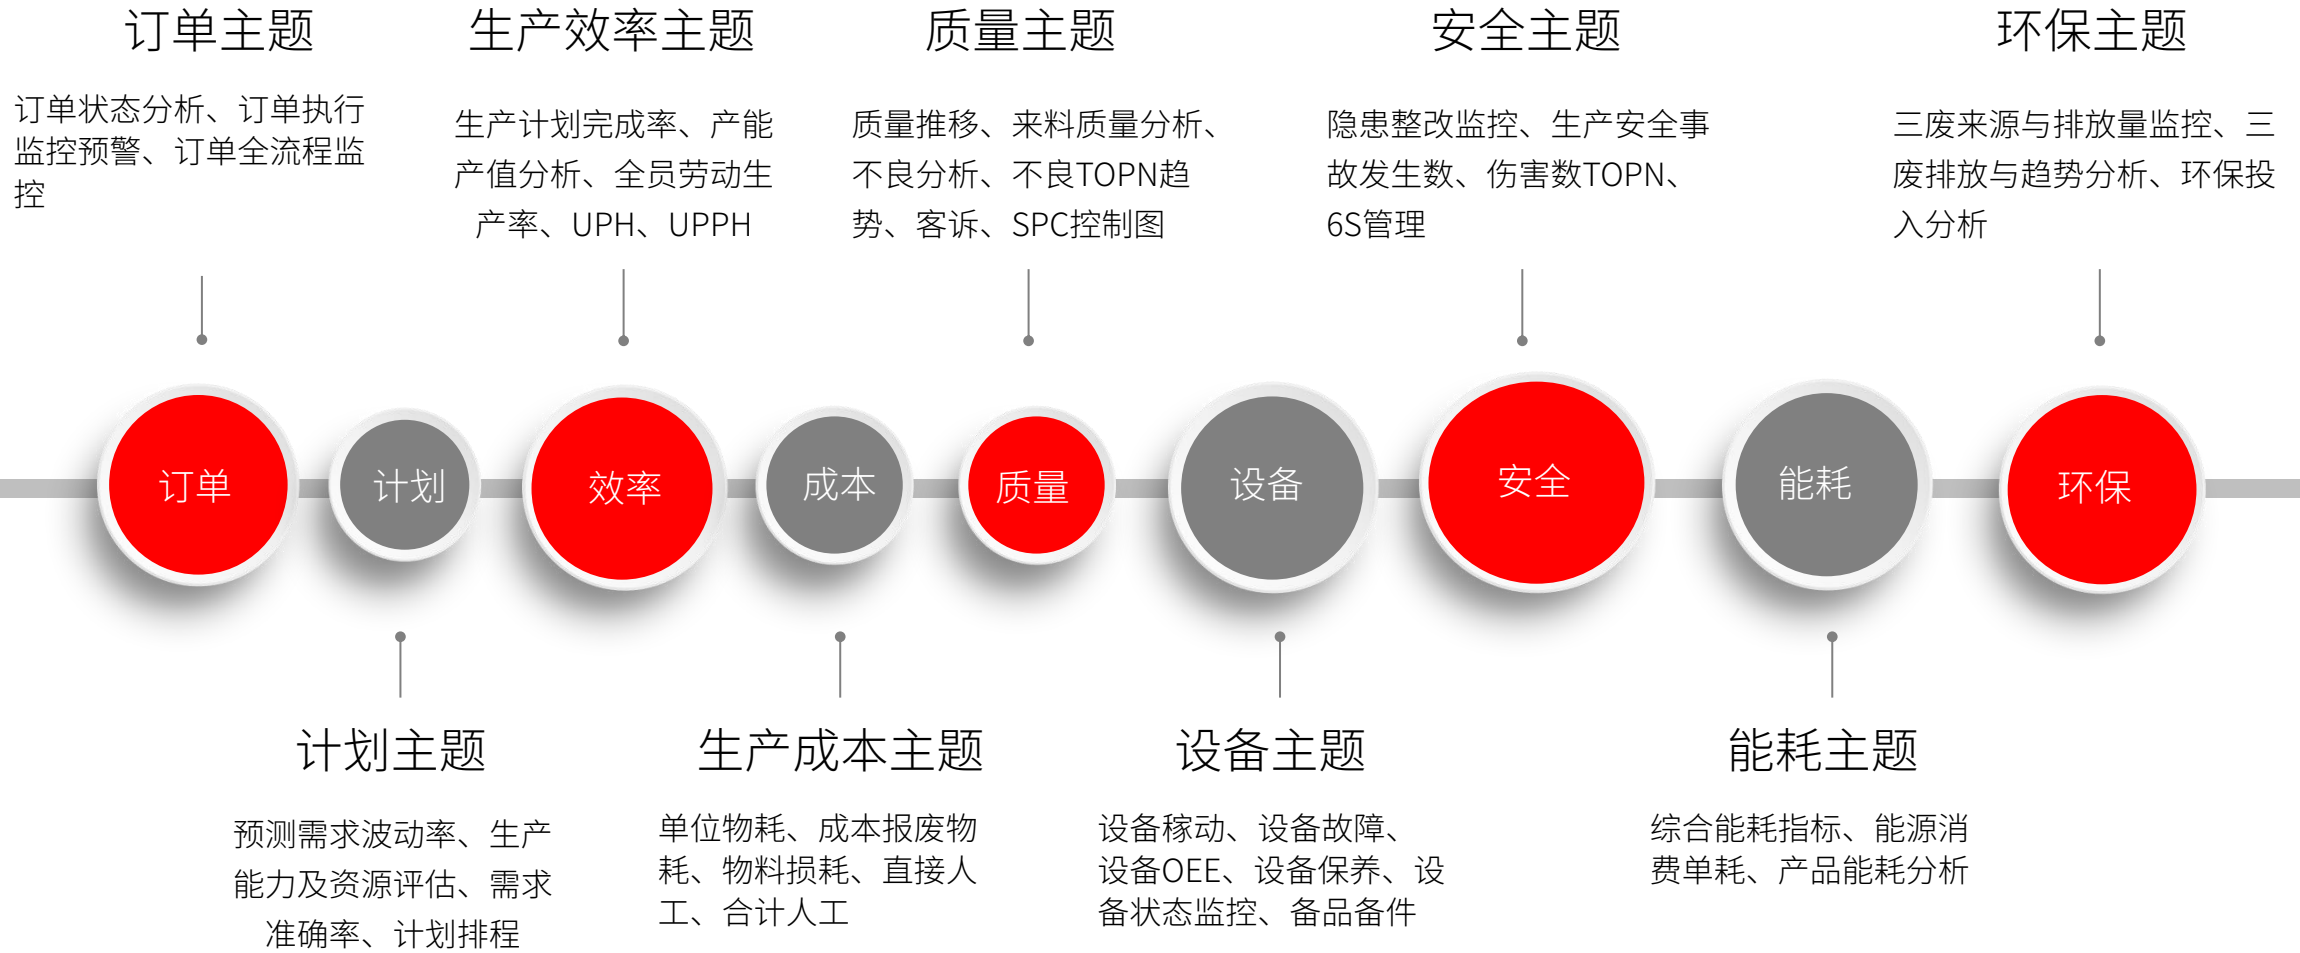 订单主题
订单状态分析、订单执行
监控预警、订单全流程监
控
生产效率主题
生产计划完成率、产能
产值分析、全员劳动生
产率、UPH、UPPH
质量主题
质量推移、来料质量分析、
不良分析、不良TOPN趋
势、客诉、SPC控制图
安全主题
隐患整改监控、生产安全事
故发生数、伤害数TOPN、
6S管理
环保主题
三废来源与排放量监控、三
废排放与趋势分析、环保投
入分析
订单
计划
效率
成本
质量
设备
安全
能耗
环保
计划主题
预测需求波动率、生产
能力及资源评估、需求
准确率、计划排程
生产成本主题
单位物耗、成本报废物
耗、物料损耗、直接人
工、合计人工
设备主题
设备稼动、设备故障、
设备OEE、设备保养、设
备状态监控、备品备件
能耗主题
综合能耗指标、能源消
费单耗、产品能耗分析